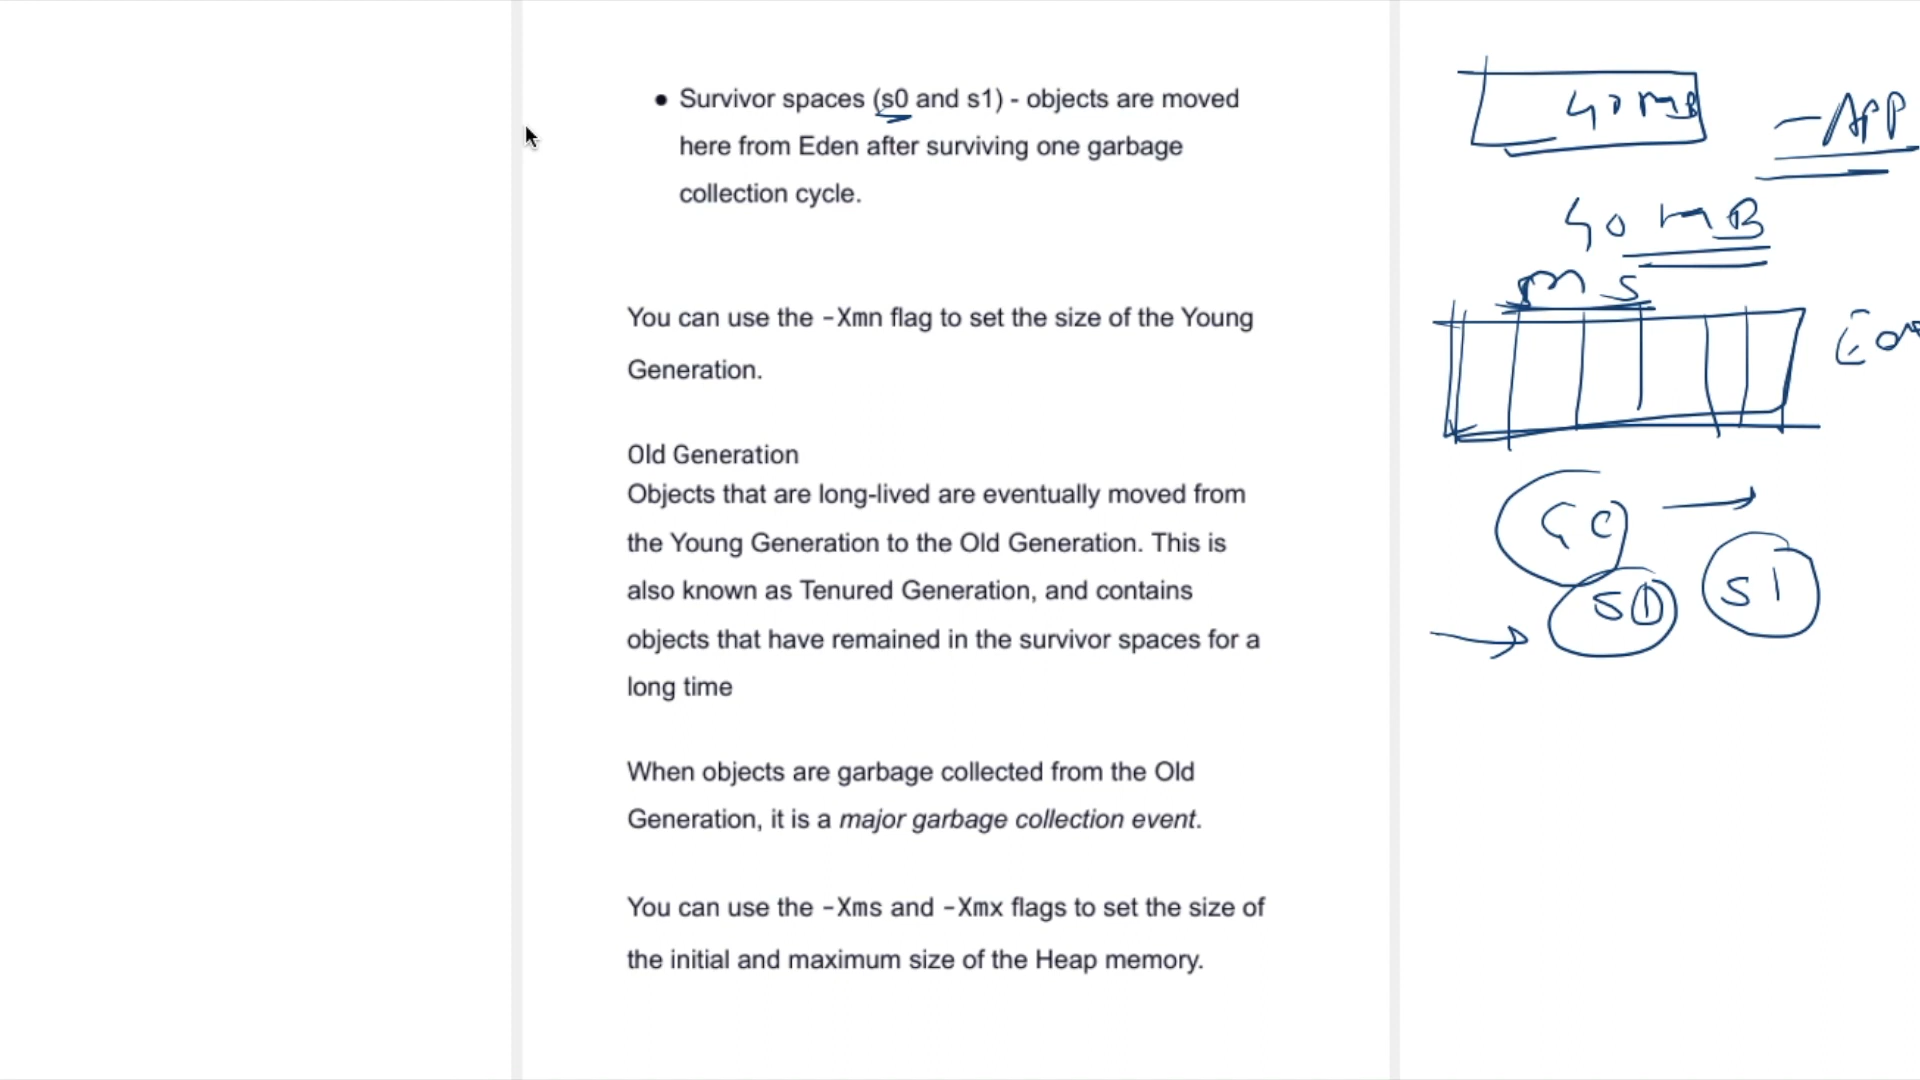 ● Survivor spaces (s0 and s1) - objects are moved
here from Eden after surviving one garbage
collection cycle.
You can use the -Xmn flag to set the size of the Young
Generation.
Old Generation
Objects that are long-lived are eventually moved from
the Young Generation to the Old Generation. This is
also known as Tenured Generation, and contains
objects that have remained in the survivor spaces for a
long time
When objects are garbage collected from the Old
Generation, it is a major garbage collection event.
You can use the -Xms and -Xmx flags to set the size of
the initial and maximum size of the Heap memory.
40 MB
- APP
40 MB
m s
GC
S0
S1